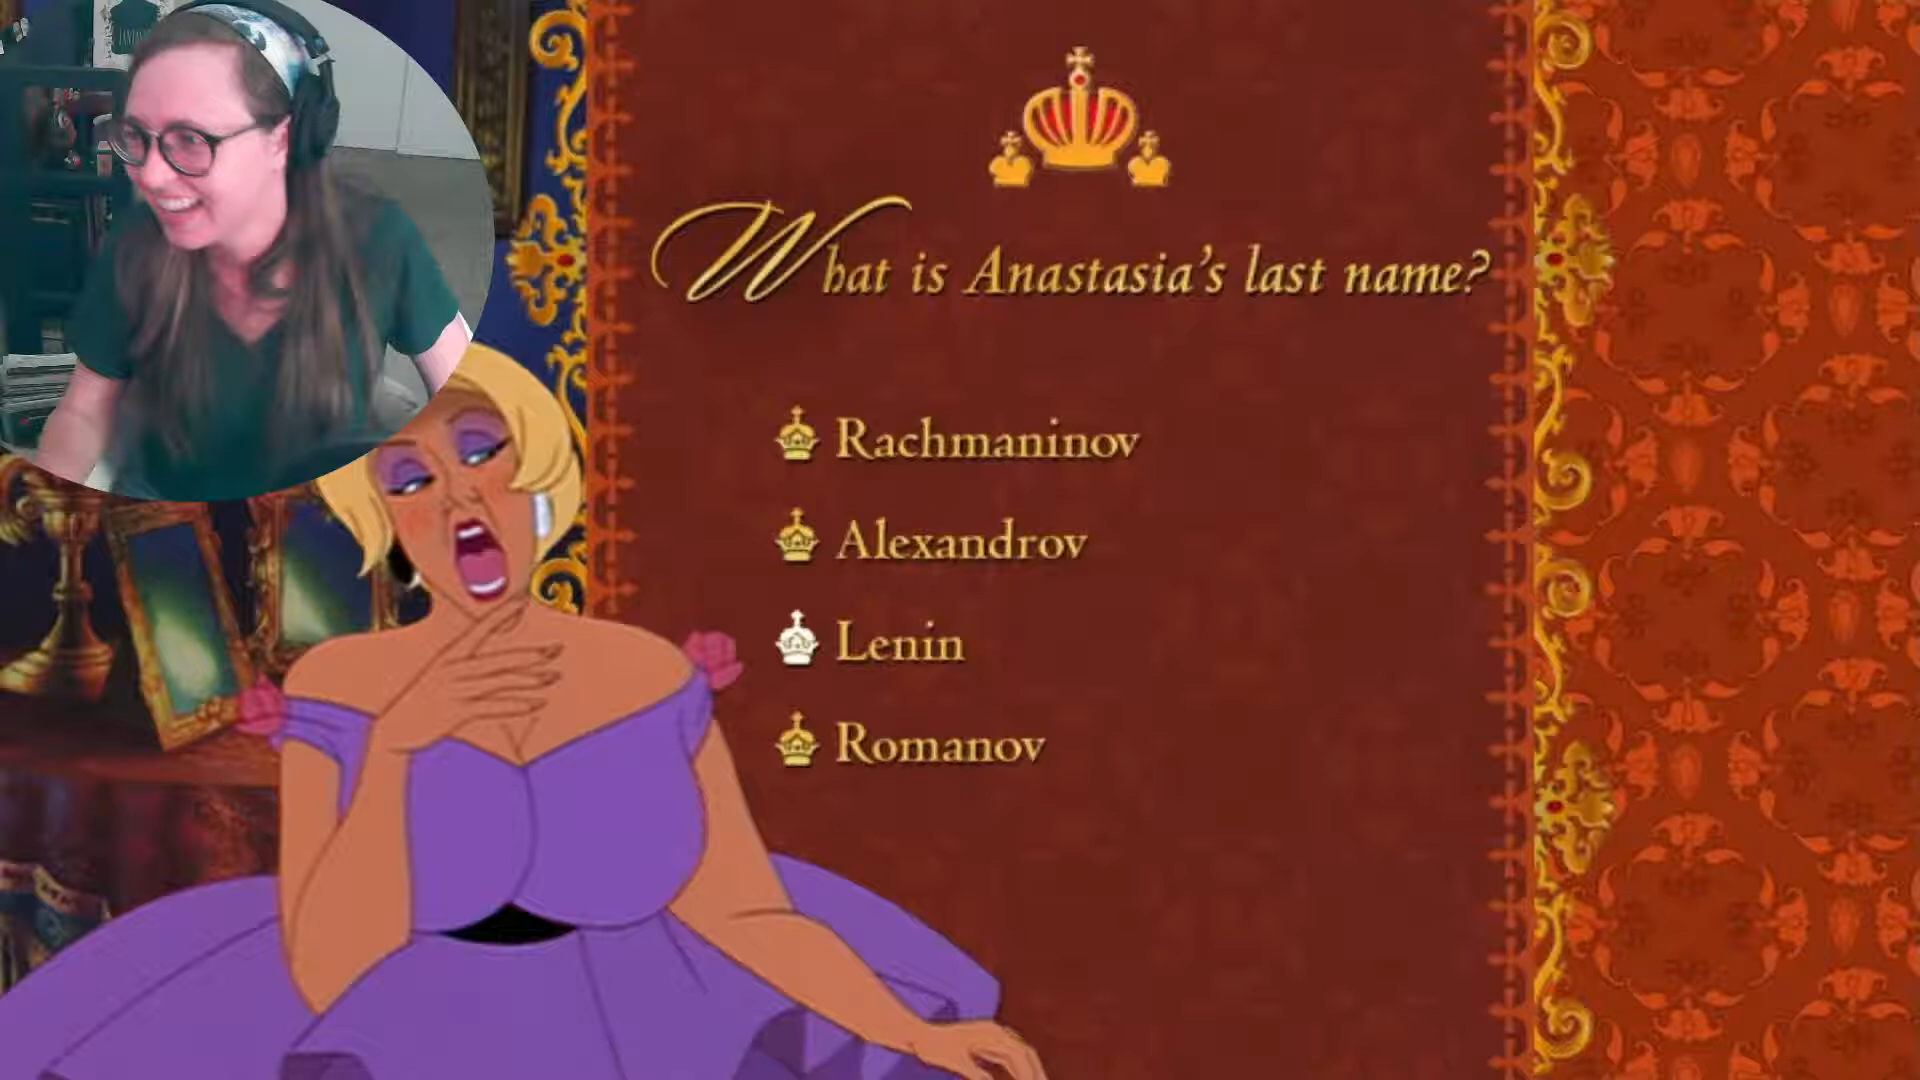 What is Anastasia's last name?
Rachmaninov
Alexandrov
Lenin
Romanov